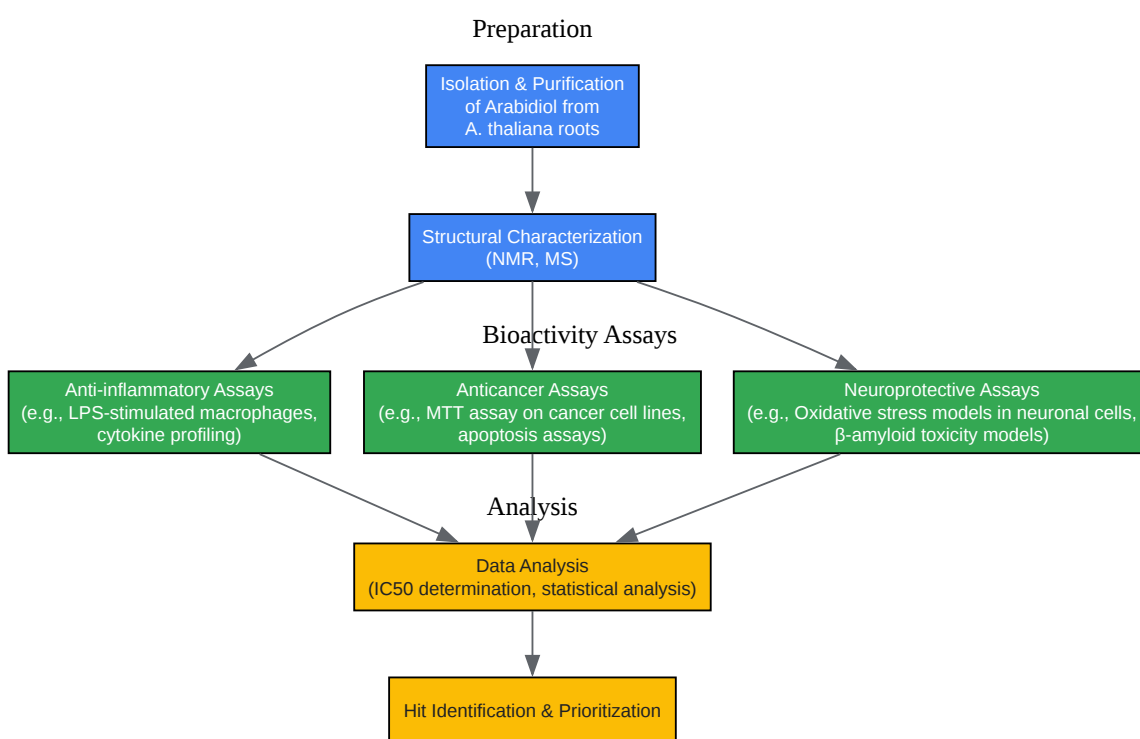 Preparation
Isolation & Purification
of Arabidiol from
A. thaliana roots
Structural Characterization
(NMR, MS)
Bioactivity Assays
Anti-inflammatory Assays
(e.g., LPS-stimulated macrophages,
cytokine profiling)
Anticancer Assays
(e.g., MTT assay on cancer cell lines,
apoptosis assays)
Neuroprotective Assays
(e.g., Oxidative stress models in neuronal cells,
β-amyloid toxicity models)
Analysis
Data Analysis
(IC50 determination, statistical analysis)
Hit Identification & Prioritization